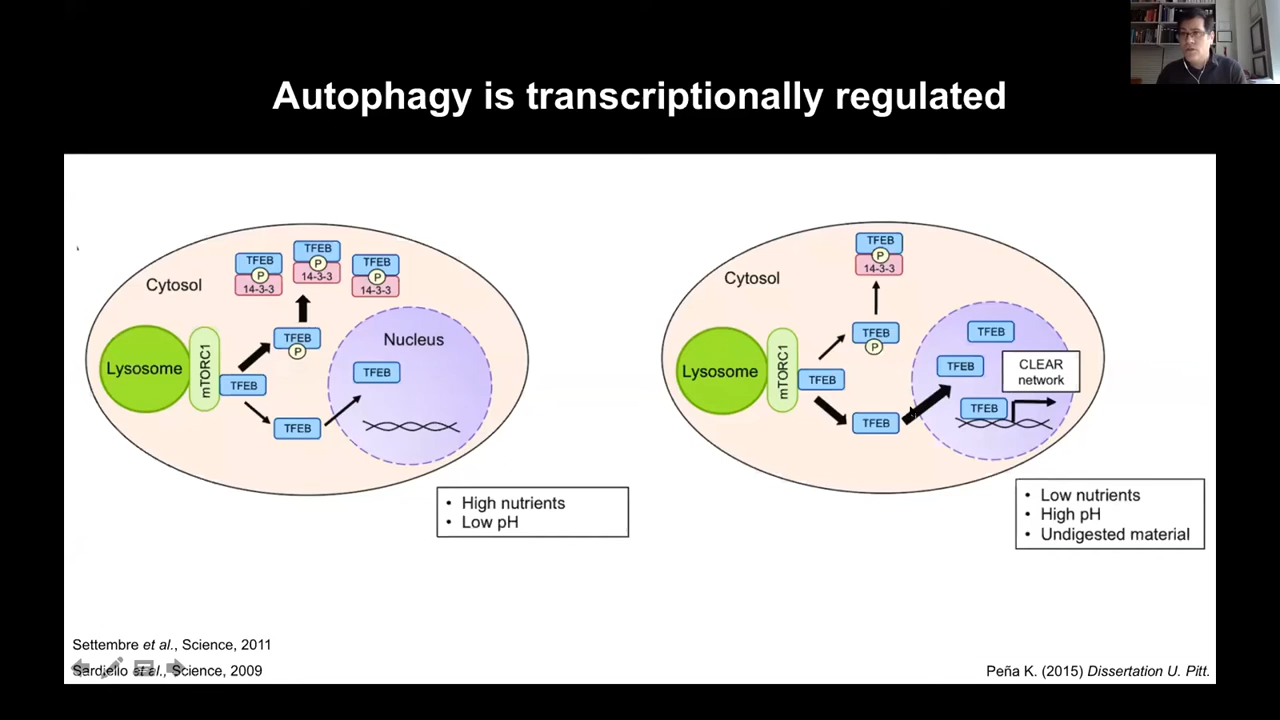 Autophagy is transcriptionally regulated
Cytosol
TFEB
P
14-3-3
TFEB
P
14-3-3
TFEB
P
14-3-3
TFEB
P
Nucleus
Lysosome
mTORC1
TFEB
TFEB
TFEB
• High nutrients
• Low pH
Cytosol
TFEB
P
14-3-3
TFEB
P
Lysosome
mTORC1
TFEB
TFEB
TFEB
TFEB
CLEAR
network
TFEB
• Low nutrients
• High pH
• Undigested material
Settembre et al., Science, 2011
Sardiello et al., Science, 2009
Peña K. (2015) Dissertation U. Pitt.